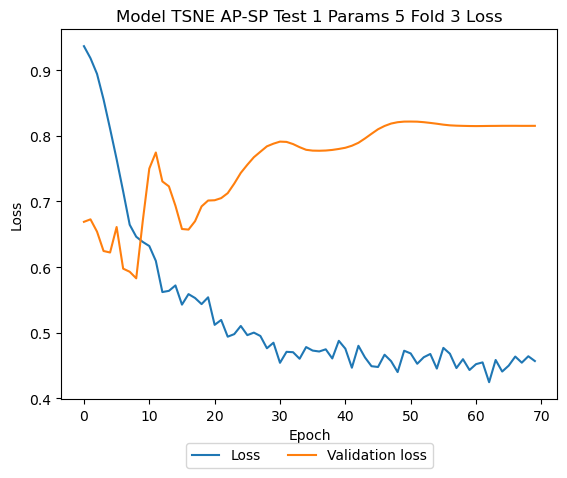 Model TSNE AP-SP Test 1 Params 5 Fold 3 Loss
0.9
0.8
0.7
0.6
0.5
0.4
Loss
0 10 20 30 40 50 60 70
Epoch
Loss Validation loss